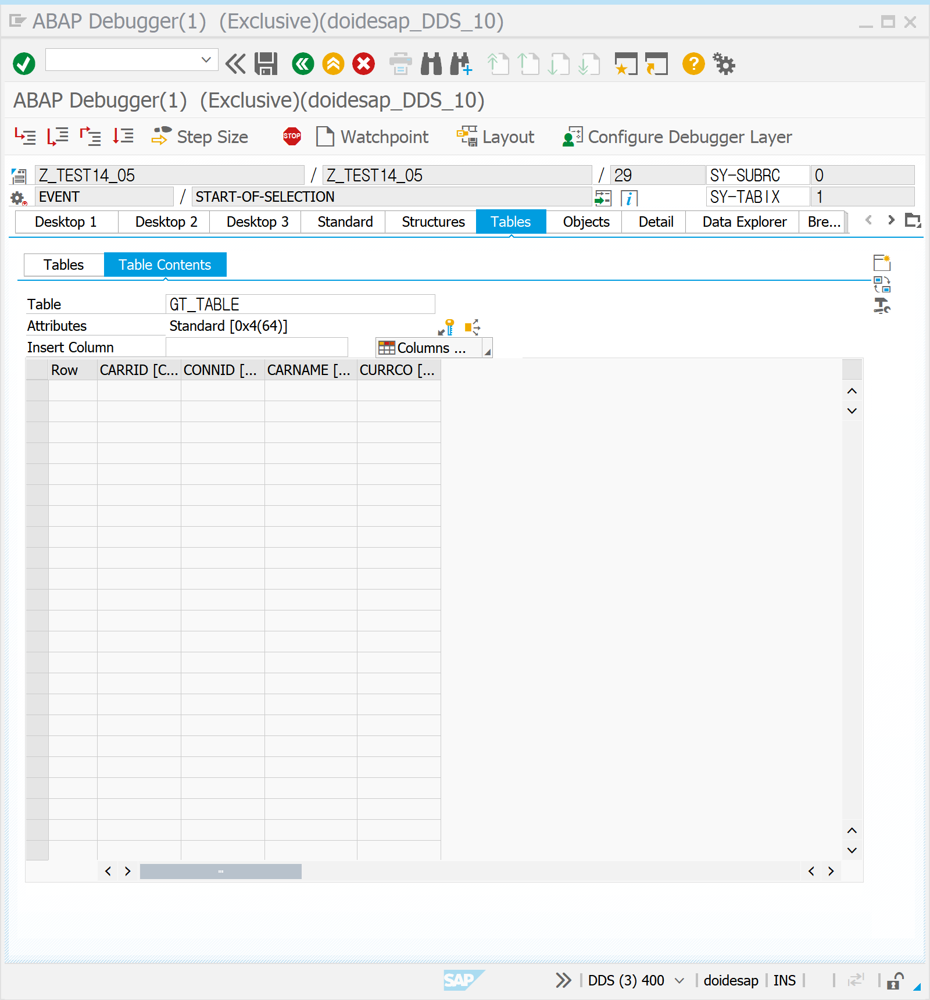 ABAP Debugger(1) (Exclusive)(doidesap_DDS_10)
ABAP Debugger(1) (Exclusive)(doidesap_DDS_10)
Step Size STOP Watchpoint Layout Configure Debugger Layer
Z_TEST14_05 / Z_TEST14_05 / 29 SY-SUBRC 0
EVENT / START-OF-SELECTION SY-TABIX 1
Desktop 1 Desktop 2 Desktop 3 Standard Structures Tables Objects Detail Data Explorer Bre...
Tables Table Contents
Table GT_TABLE
Attributes Standard [0x4(64)]
Insert Column Columns ...
Row CARRID [C... CONNID [... CARNAME [... CURRCO [...
SAP DDS (3) 400 doidesap INS